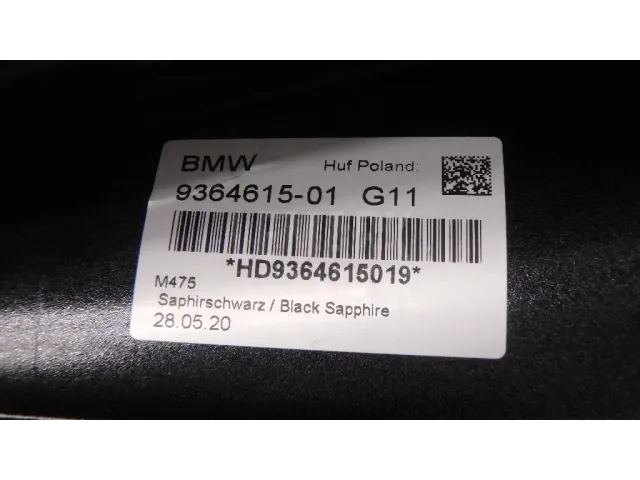 BMW Huf Poland:
9364615-01 G11
*HD9364615019*
M475
Saphirschwarz / Black Sapphire
28.05.20